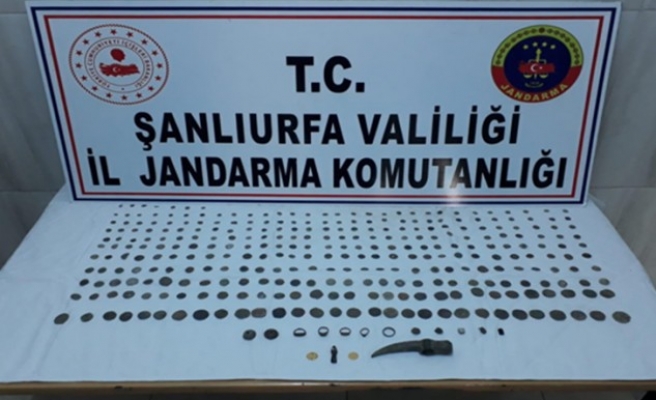 T.C.
ŞANLIURFA VALİLİĞİ
İL JANDARMA KOMUTANLIĞI
JANDARMA